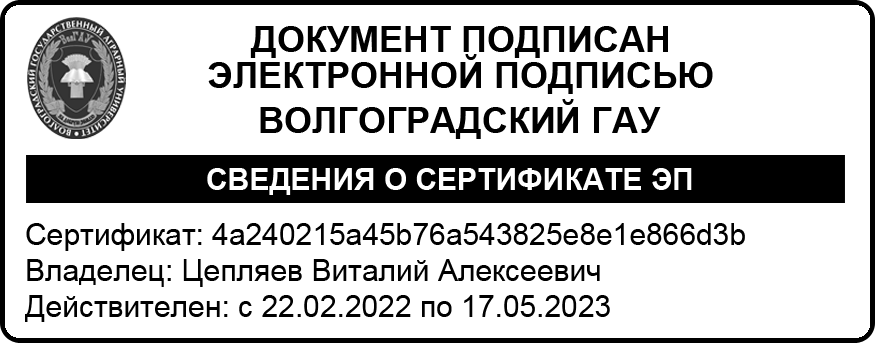 ДОКУМЕНТ ПОДПИСАН
ЭЛЕКТРОННОЙ ПОДПИСЬЮ
ВОЛГОГРАДСКИЙ ГАУ
ВОЛГОГРАДСКИЙ ГОСУДАРСТВЕННЫЙ АГРАРНЫЙ УНИВЕРСИТЕТ
ВолГАУ
СВЕДЕНИЯ О СЕРТИФИКАТЕ ЭП
Сертификат: 4a240215a45b76a543825e8e1e866d3b
Владелец: Цепляев Виталий Алексеевич
Действителен: с 22.02.2022 по 17.05.2023